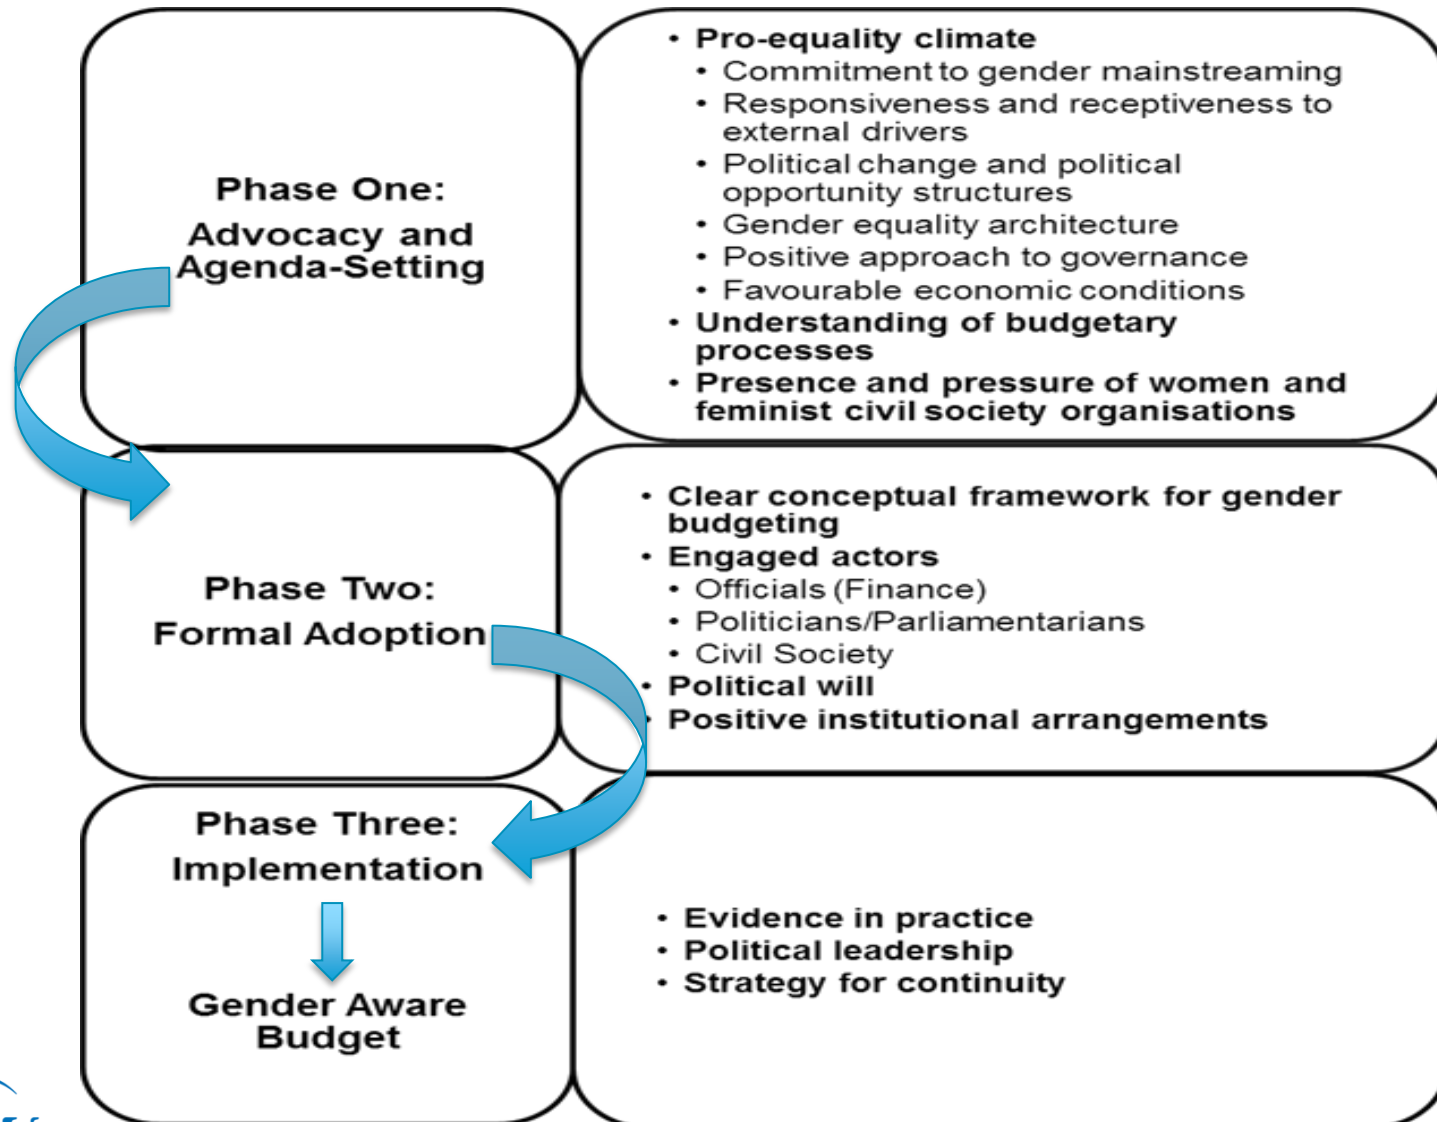 Phase One:
Advocacy and
Agenda-Setting
• Pro-equality climate
• Commitment to gender mainstreaming
• Responsiveness and receptiveness to
external drivers
• Political change and political
opportunity structures
• Gender equality architecture
• Positive approach to governance
• Favourable economic conditions
• Understanding of budgetary
processes
• Presence and pressure of women and
feminist civil society organisations
Phase Two:
Formal Adoption
• Clear conceptual framework for gender
budgeting
• Engaged actors
• Officials (Finance)
• Politicians/Parliamentarians
• Civil Society
• Political will
• Positive institutional arrangements
Phase Three:
Implementation
Gender Aware
Budget
• Evidence in practice
• Political leadership
• Strategy for continuity